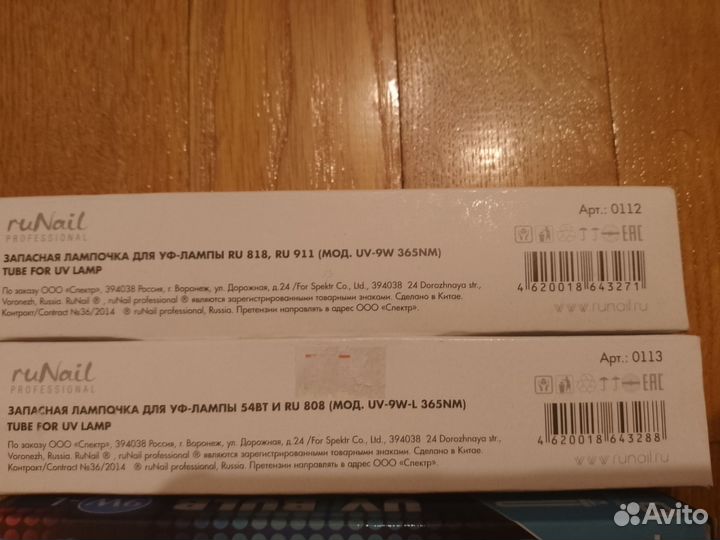 ruNail
PROFESSIONAL
Арт.: 0112
ЗАПАСНАЯ ЛАМПОЧКА ДЛЯ УФ-ЛАМПЫ RU 818, RU 911 (МОД. UV-9W 365NM)
TUBE FOR UV LAMP
По заказу ООО «Спектр», 394038 Россия, г. Воронеж, ул. Дорожная, д.24 /For Spektr Co., Ltd., 394038 24 Dorozhnaya str.,
Voronezh, Russia. RuNail ®, ruNail professional ® являются зарегистрированными товарными знаками. Сделано в Китае.
Контракт/Contract №36/2014 ® ruNail professional, Russia. Претензии направлять в адрес ООО «Спектр».
EAC
4 620018 643271
www.runail.ru
ruNail
PROFESSIONAL
Арт.: 0113
ЗАПАСНАЯ ЛАМПОЧКА ДЛЯ УФ-ЛАМПЫ 54ВТ И RU 808 (МОД. UV-9W-L 365NM)
TUBE FOR UV LAMP
По заказу ООО «Спектр», 394038 Россия, г. Воронеж, ул. Дорожная, д.24 /For Spektr Co., Ltd., 394038 24 Dorozhnaya str.,
Voronezh, Russia. RuNail ®, ruNail professional ® являются зарегистрированными товарными знаками. Сделано в Китае.
Контракт/Contract №36/2014 ® ruNail professional, Russia. Претензии направлять в адрес ООО «Спектр».
EAC
4 620018 643288
www.runail.ru
UV BULB
Avito